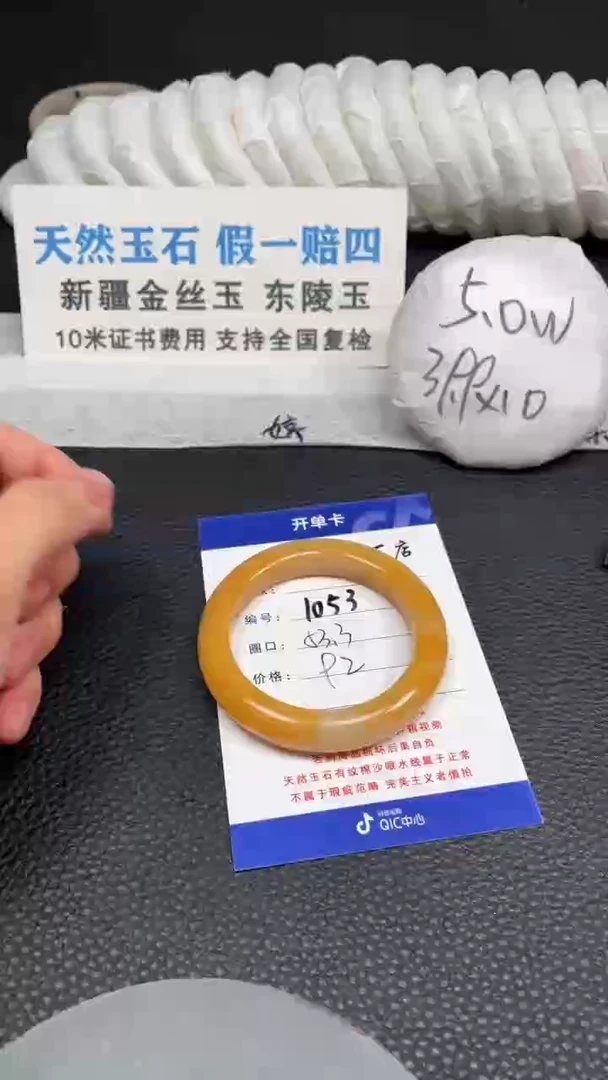 天然玉石 假一赔四
新疆金丝玉 东陵玉
10米证书费用 支持全国复检
5.0W
开单卡
店
编号: 1053
圈口:
价格: 92
天然玉石有纹棉沙眼水线属于正常
不属于瑕疵范畴 完美主义者慎拍
QIC中心